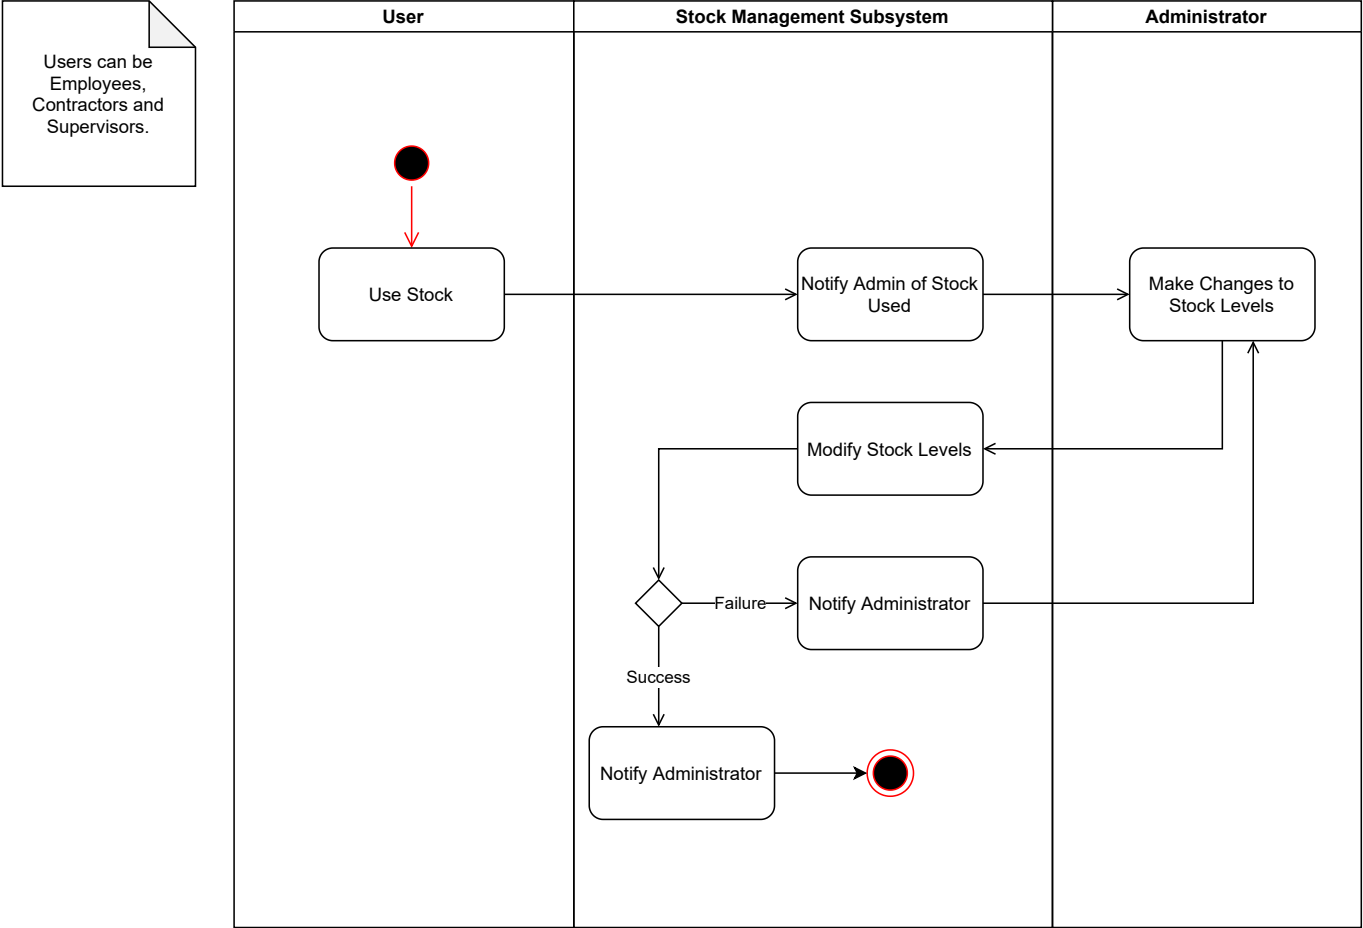 Users can be
Employees,
Contractors and
Supervisors.
User
Stock Management Subsystem
Administrator
Use Stock
Notify Admin of Stock
Used
Make Changes to
Stock Levels
Modify Stock Levels
Failure
Notify Administrator
Success
Notify Administrator